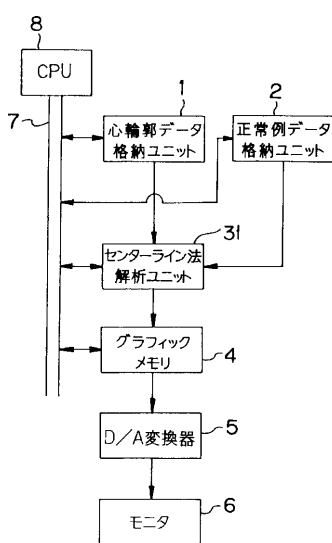 8
CPU
7
1
心輪郭データ
格納ユニット
2
正常例データ
格納ユニット
31
センターライン法
解析ユニット
グラフィック
メモリ
4
D/A変換器
5
モニタ
6